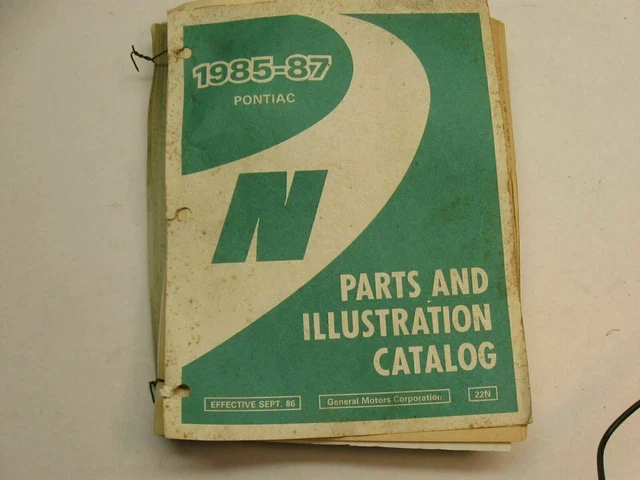 1985-87
PONTIAC
N
PARTS AND
ILLUSTRATION
CATALOG
EFFECTIVE SEPT. 86
General Motors Corporation
22N